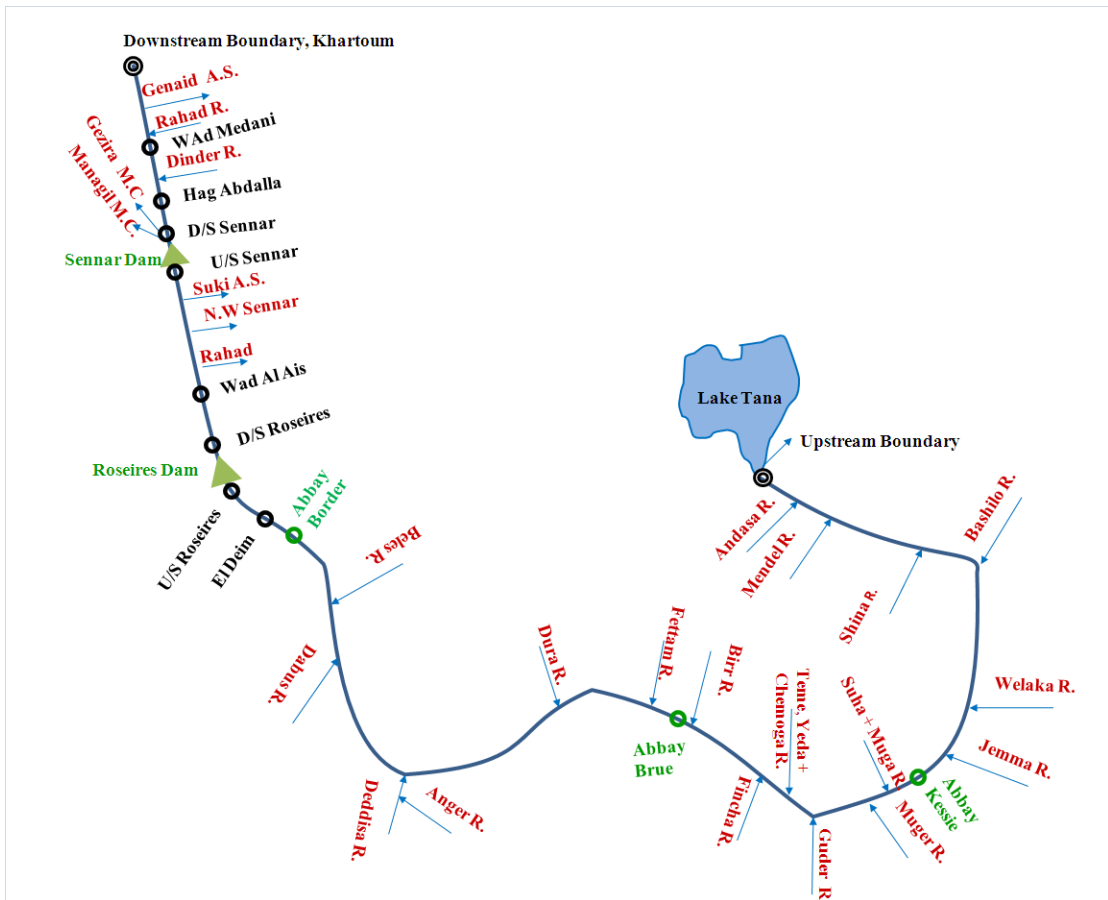 Downstream Boundary, Khartoum
Genaid A.S.
Rahad R.
WAd Medani
Gezira M.C
Managil M.C.
Dinder R.
Hag Abdalla
D/S Sennar
Sennar Dam
U/S Sennar
Suki A.S.
N.W Sennar
Rahad
Wad Al Ais
D/S Roseires
Roseires Dam
U/S Roseires
El Deim
Abbay
Border
Lake Tana
Upstream Boundary
Andasa R.
Mendel R.
Shina R.
Bashilo R.
Beles R.
Dabus R.
Dura R.
Fettam R.
Birr R.
Teme, Yeda +
Chemoga R.
Suha + Muga R.
Welaka R.
Jemma R.
Abbay
Kessie
Abbay
Brue
Muger R.
Guder R
Fincha R.
Anger R.
Deddisa R.